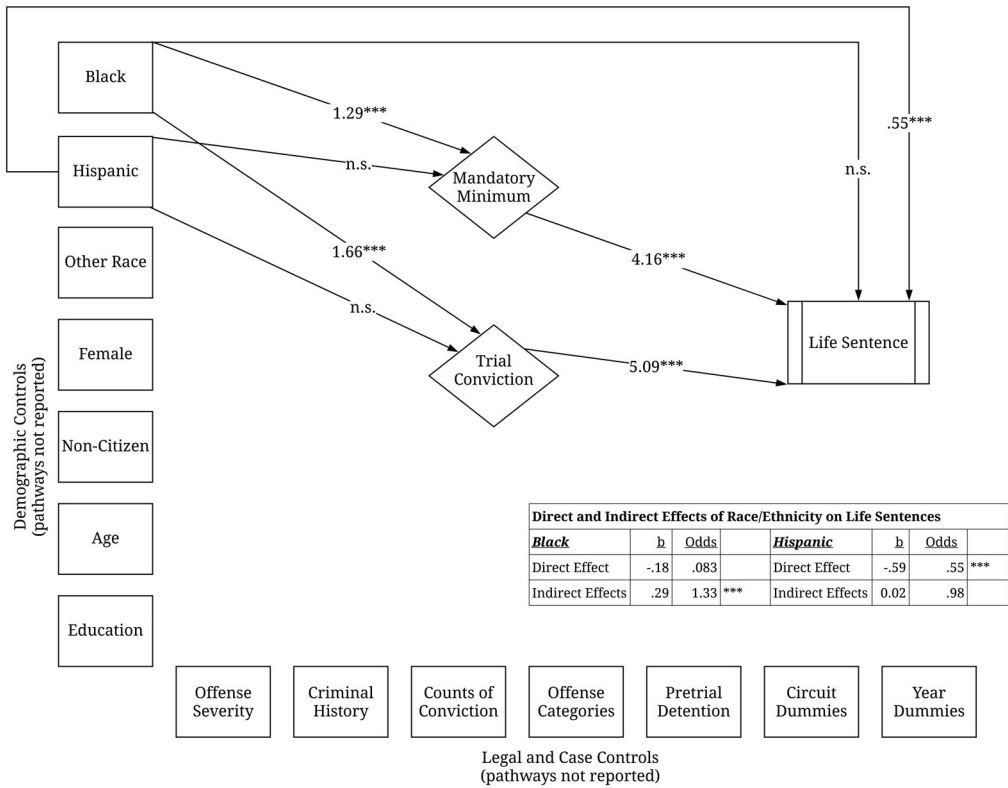 Black
1.29***
.55***
Hispanic
n.s.
n.s.
Mandatory
Minimum
Other Race
1.66***
4.16***
n.s.
Female
Trial
Conviction
5.09***
Life Sentence
Demographic Controls
(pathways not reported)
Non-Citizen
Age
Education
Direct and Indirect Effects of Race/Ethnicity on Life Sentences
Black b Odds Hispanic b Odds
Direct Effect -.18 .083 Direct Effect -.59 .55 ***
Indirect Effects .29 1.33 *** Indirect Effects 0.02 .98
Offense
Severity
Criminal
History
Counts of
Conviction
Offense
Categories
Pretrial
Detention
Circuit
Dummies
Year
Dummies
Legal and Case Controls
(pathways not reported)